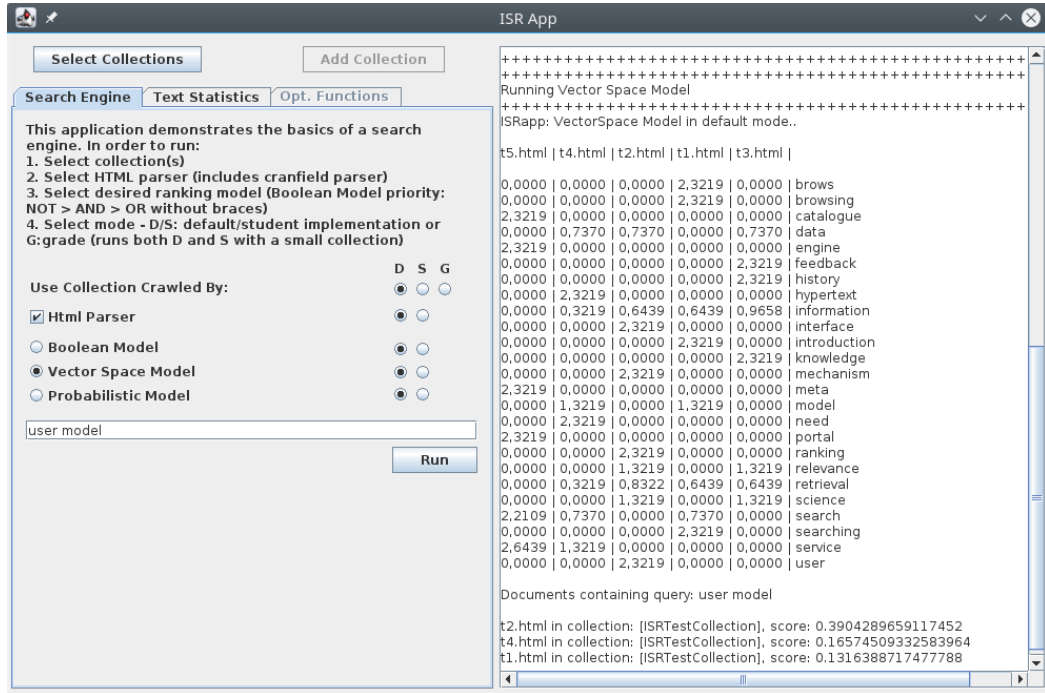 ISR App
Select Collections
Add Collection
Search Engine
Text Statistics
Opt. Functions
This application demonstrates the basics of a search
engine. In order to run:
1. Select collection(s)
2. Select HTML parser (includes cranfield parser)
3. Select desired ranking model (Boolean Model priority:
NOT > AND > OR without braces)
4. Select mode - D/S: default/student implementation or
G:grade (runs both D and S with a small collection)
D S G
Use Collection Crawled By:
Html Parser
Boolean Model
Vector Space Model
Probabilistic Model
user model
Run
++++++++++++++++++++++++++++++++++++++++++++++++++
++++++++++++++++++++++++++++++++++++++++++++++++++
Running Vector Space Model
++++++++++++++++++++++++++++++++++++++++++++++++++
ISRapp: VectorSpace Model in default mode..
t5.html | t4.html | t2.html | t1.html | t3.html |
0,0000 | 0,0000 | 0,0000 | 2,3219 | 0,0000 | brows
0,0000 | 0,0000 | 0,0000 | 2,3219 | 0,0000 | browsing
2,3219 | 0,0000 | 0,0000 | 0,0000 | 0,0000 | catalogue
0,0000 | 0,7370 | 0,7370 | 0,0000 | 0,7370 | data
2,3219 | 0,0000 | 0,0000 | 0,0000 | 0,0000 | engine
0,0000 | 0,0000 | 0,0000 | 0,0000 | 2,3219 | feedback
0,0000 | 0,0000 | 0,0000 | 0,0000 | 2,3219 | history
0,0000 | 2,3219 | 0,0000 | 0,0000 | 0,0000 | hypertext
0,0000 | 0,3219 | 0,6439 | 0,6439 | 0,9658 | information
0,0000 | 0,0000 | 2,3219 | 0,0000 | 0,0000 | interface
0,0000 | 0,0000 | 0,0000 | 2,3219 | 0,0000 | introduction
0,0000 | 0,0000 | 0,0000 | 0,0000 | 2,3219 | knowledge
0,0000 | 0,0000 | 2,3219 | 0,0000 | 0,0000 | mechanism
2,3219 | 0,0000 | 0,0000 | 0,0000 | 0,0000 | meta
0,0000 | 1,3219 | 0,0000 | 1,3219 | 0,0000 | model
0,0000 | 2,3219 | 0,0000 | 0,0000 | 0,0000 | need
2,3219 | 0,0000 | 0,0000 | 0,0000 | 0,0000 | portal
0,0000 | 0,0000 | 2,3219 | 0,0000 | 0,0000 | ranking
0,0000 | 0,0000 | 1,3219 | 0,0000 | 1,3219 | relevance
0,0000 | 0,3219 | 0,8322 | 0,6439 | 0,6439 | retrieval
0,0000 | 0,0000 | 1,3219 | 0,0000 | 1,3219 | science
2,2109 | 0,7370 | 0,0000 | 0,7370 | 0,0000 | search
0,0000 | 0,0000 | 0,0000 | 2,3219 | 0,0000 | searching
2,6439 | 1,3219 | 0,0000 | 0,0000 | 0,0000 | service
0,0000 | 0,0000 | 2,3219 | 0,0000 | 0,0000 | user
Documents containing query: user model
t2.html in collection: [ISRTestCollection], score: 0.3904289659117452
t4.html in collection: [ISRTestCollection], score: 0.16574509332583964
t1.html in collection: [ISRTestCollection], score: 0.1316388717477788